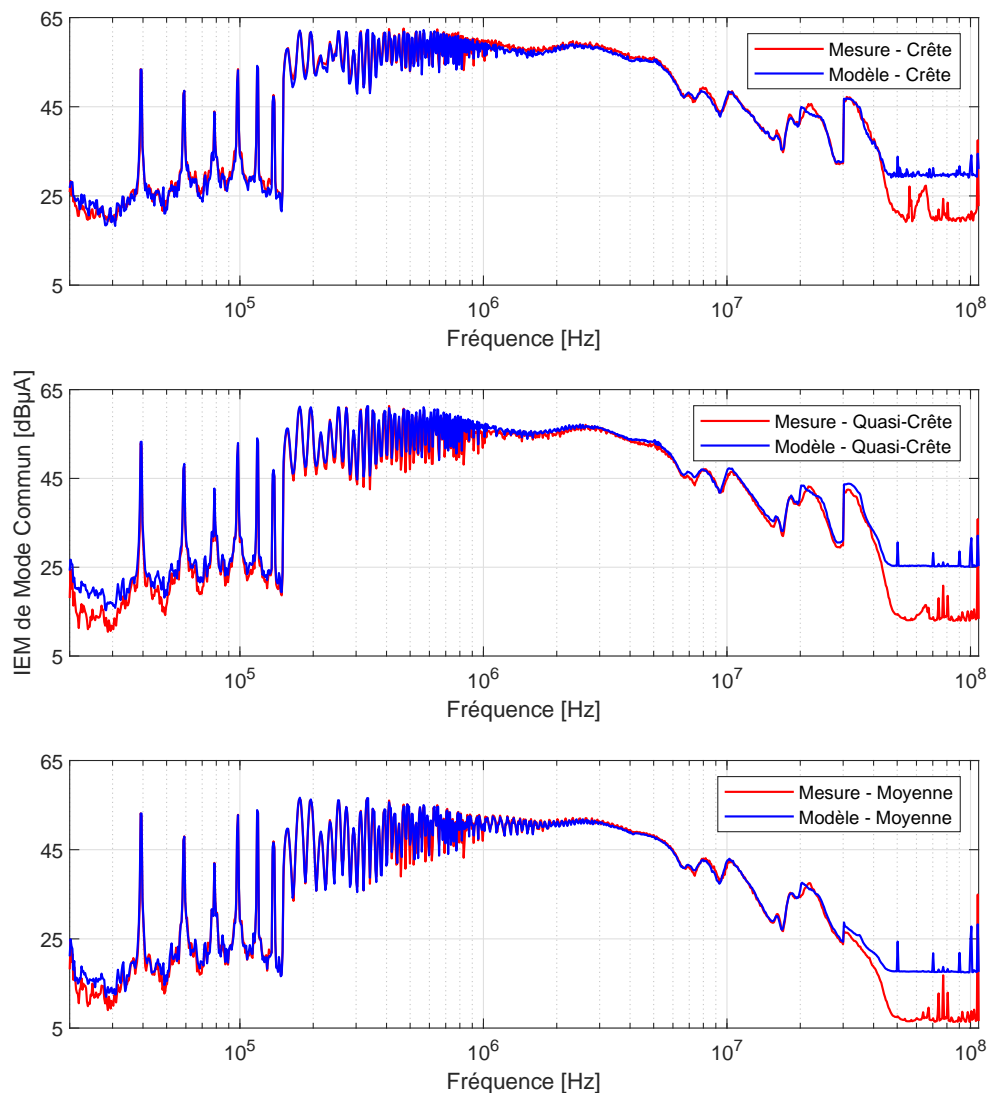 65
45
25
5
10^5
10^6
10^7
10^8
Fréquence [Hz]
Mesure - Crête
Modèle - Crête
IEM de Mode Commun [dBµA]
65
45
25
5
10^5
10^6
10^7
10^8
Fréquence [Hz]
Mesure - Quasi-Crête
Modèle - Quasi-Crête
65
45
25
5
10^5
10^6
10^7
10^8
Fréquence [Hz]
Mesure - Moyenne
Modèle - Moyenne